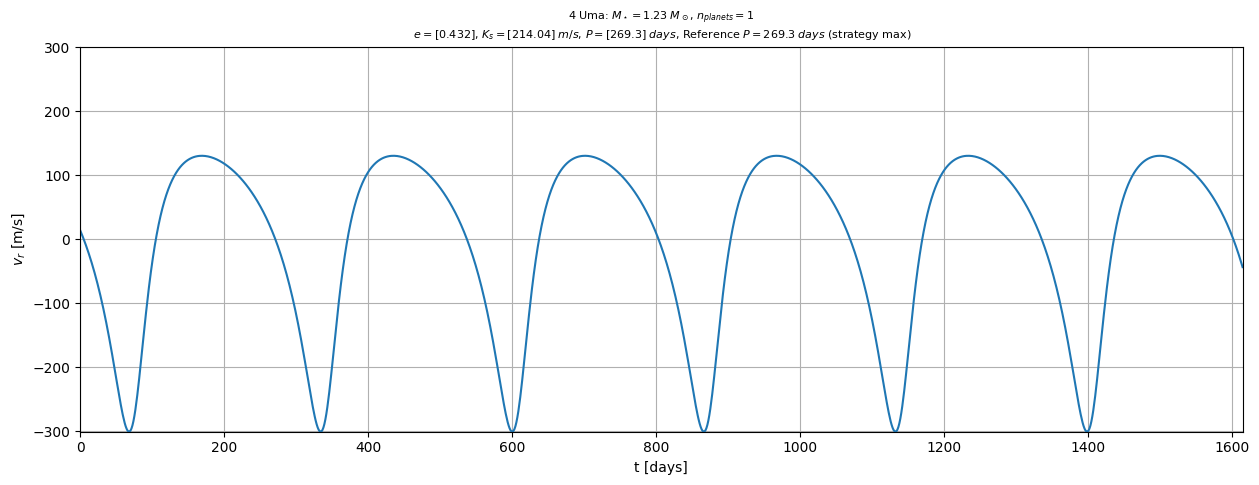 4 Uma: $M_\star = 1.23\ M_\odot$, $n_{planets} = 1$
$e = [0.432]$, $K_s = [214.04]\ m/s$, $P = [269.3]\ days$, Reference $P = 269.3\ days$ (strategy max)
300
200
100
0
−100
−200
−300
$v_r$ [m/s]
0 200 400 600 800 1000 1200 1400 1600
t [days]